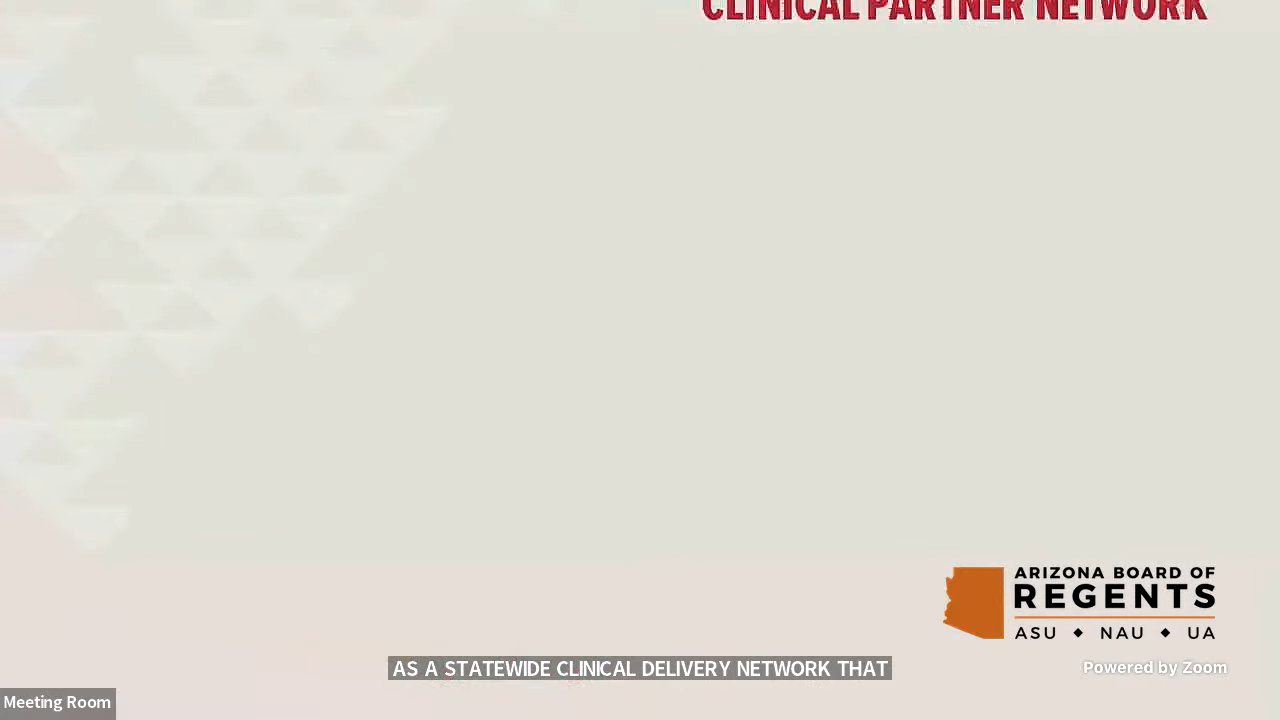 CLINICAL PARTNER NETWORK
ARIZONA BOARD OF
REGENTS
ASU ◆ NAU ◆ UA
AS A STATEWIDE CLINICAL DELIVERY NETWORK THAT
Powered by Zoom
Meeting Room